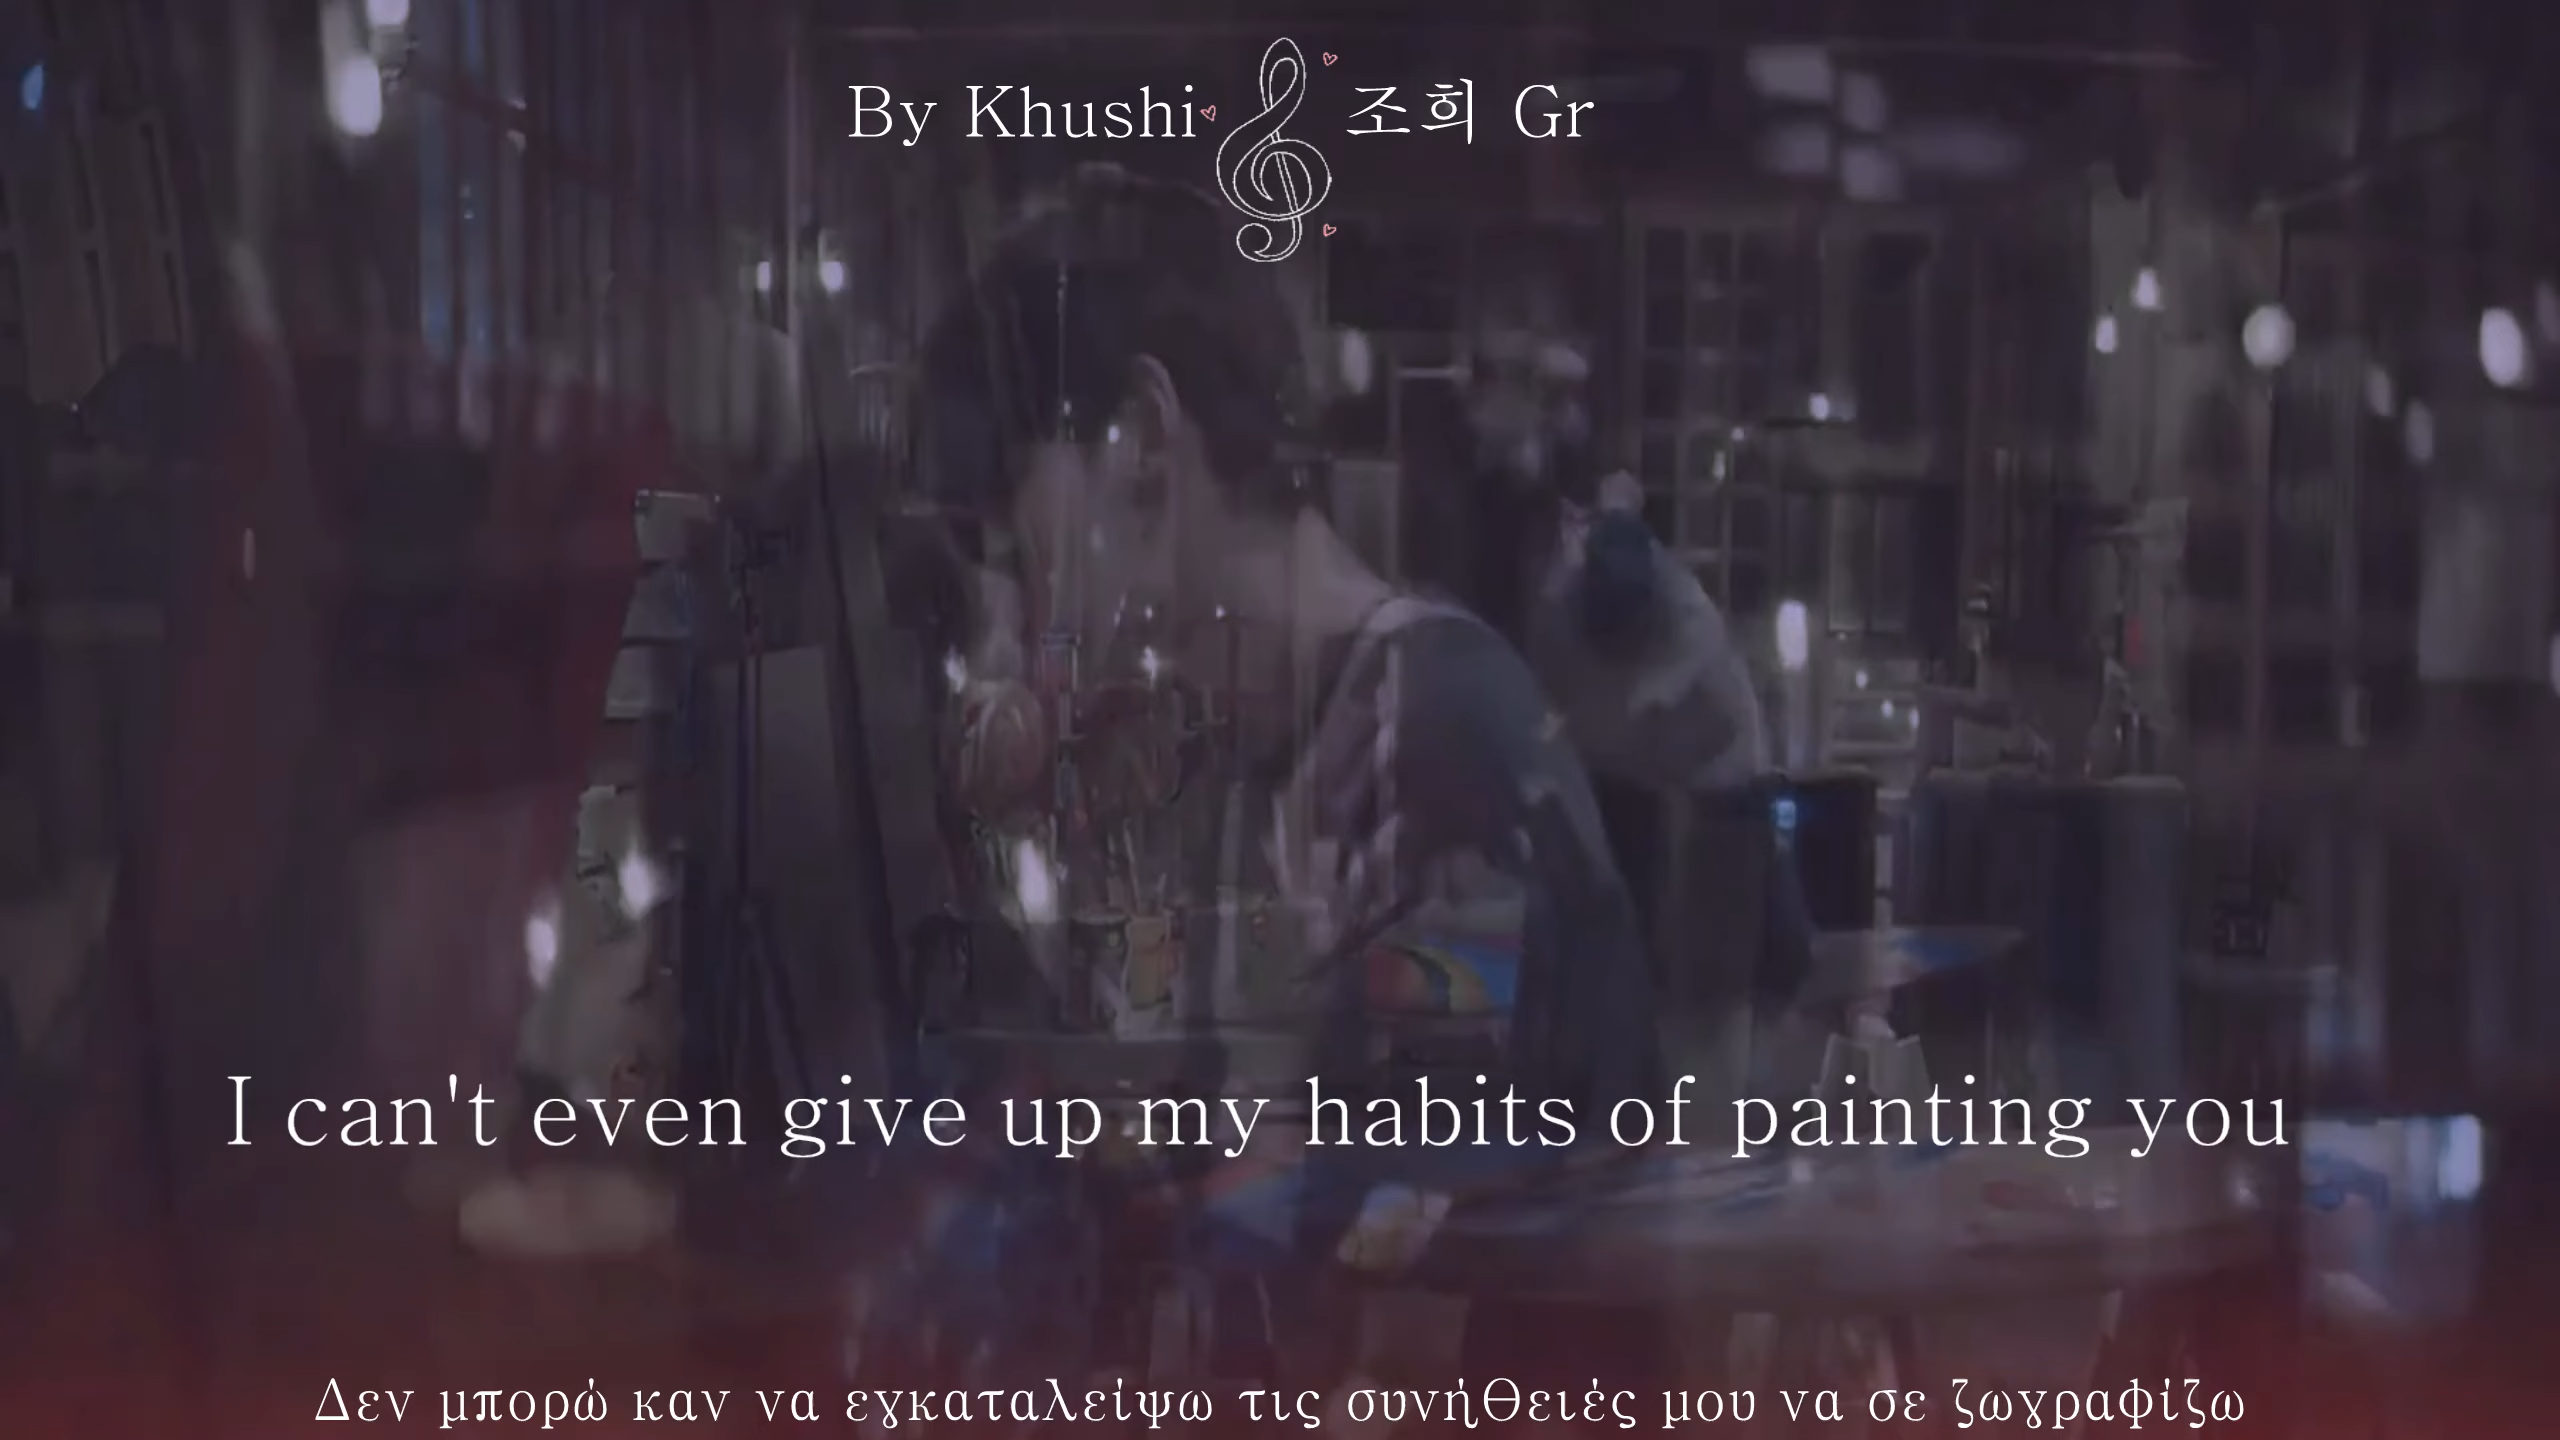 By Khushi 조희 Gr
I can't even give up my habits of painting you
Δεν μπορώ καν να εγκαταλείψω τις συνήθειές μου να σε ζωγραφίζω